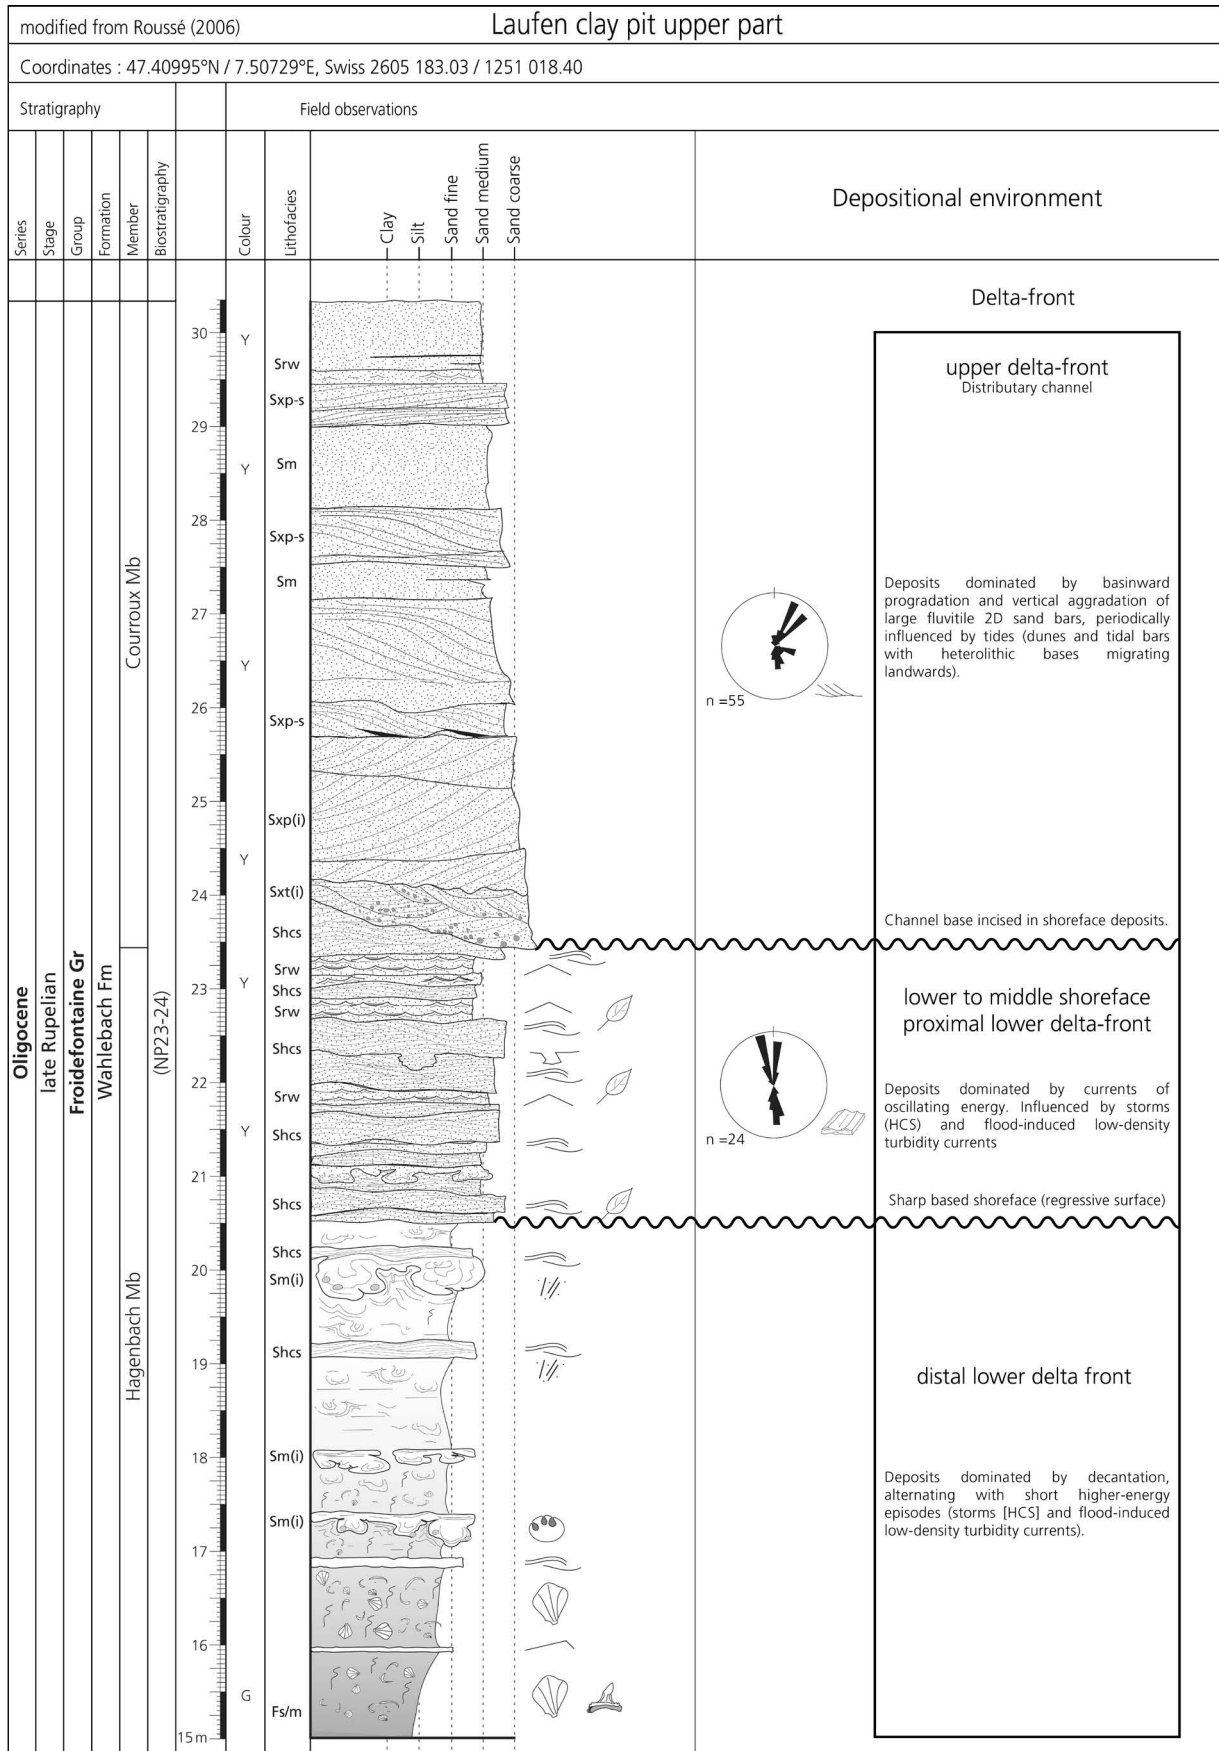 modified from Roussé (2006)
Laufen clay pit upper part
Coordinates : 47.40995ºN / 7.50729ºE, Swiss 2605 183.03 / 1251 018.40
Stratigraphy
Field observations
Series
Stage
Group
Formation
Member
Biostratigraphy
Colour
Lithofacies
Clay
Silt
Sand fine
Sand medium
Sand coarse
Depositional environment
Delta-front
30
Y
Srw
upper delta-front
Distributary channel
Sxp-s
29
Y
Sm
28
Sxp-s
Sm
27
Courroux Mb
Deposits dominated by basinward
progradation and vertical aggradation of
large fluvitile 2D sand bars, periodically
influenced by tides (dunes and tidal bars
with heterolithic bases migrating
landwards).
n =55
Y
26
Sxp-s
25
Sxp(i)
Y
24
Sxt(i)
Channel base incised in shoreface deposits.
Shcs
Srw
23
Y
Shcs
Srw
lower to middle shoreface
proximal lower delta-front
Oligocene
late Rupelian
Froidefontaine Gr
Wahlebach Fm
(NP23-24)
Shcs
22
Srw
Deposits dominated by currents of
oscillating energy. Influenced by storms
(HCS) and flood-induced low-density
turbidity currents
n =24
Y
Shcs
21
Shcs
Sharp based shoreface (regressive surface)
Shcs
20
Sm(i)
Hagenbach Mb
Shcs
19
distal lower delta front
18
Sm(i)
Deposits dominated by decantation,
alternating with short higher-energy
episodes (storms [HCS] and flood-induced
low-density turbidity currents).
Sm(i)
17
16
G
Fs/m
15 m